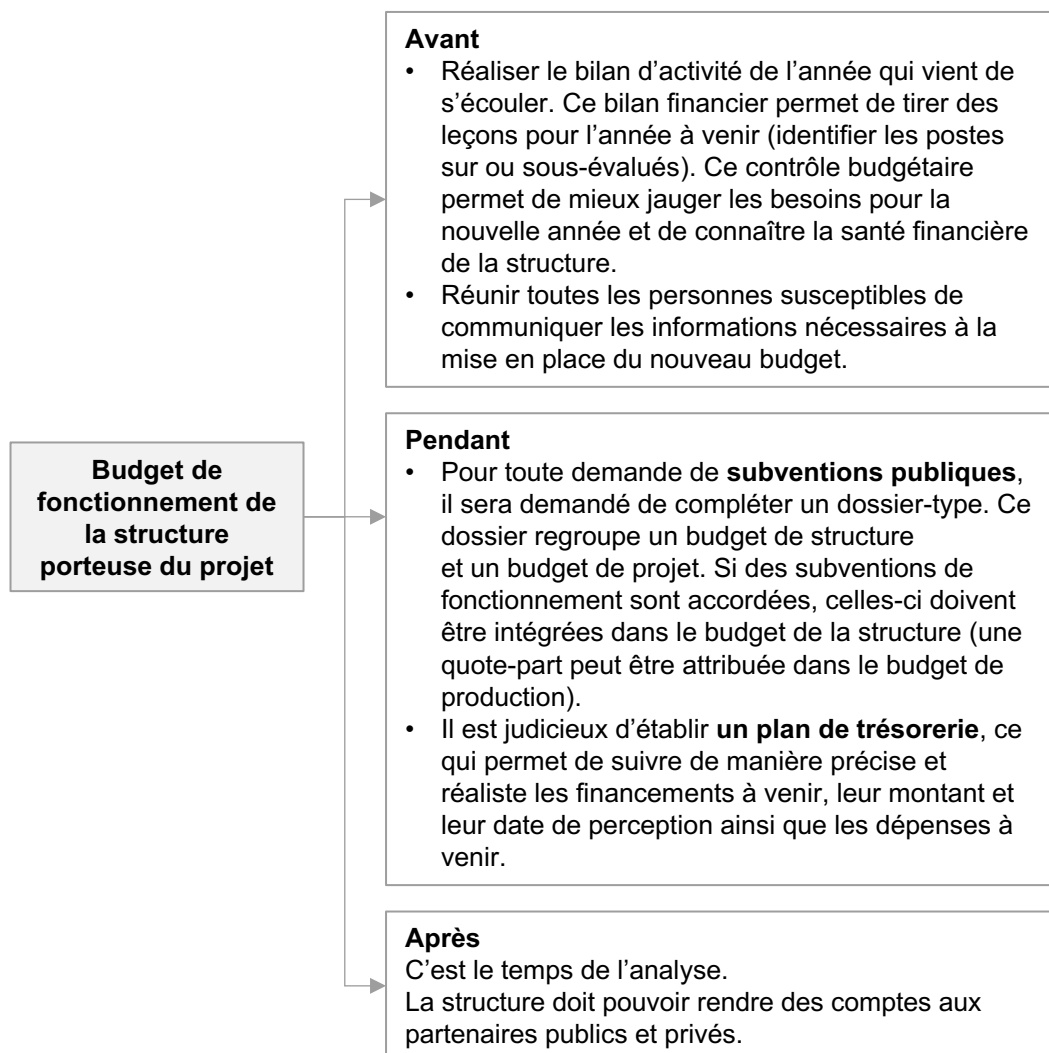 Avant
• Réaliser le bilan d’activité de l’année qui vient de
s’écouler. Ce bilan financier permet de tirer des
leçons pour l’année à venir (identifier les postes
sur ou sous-évalués). Ce contrôle budgétaire
permet de mieux jauger les besoins pour la
nouvelle année et de connaître la santé financière
de la structure.
• Réunir toutes les personnes susceptibles de
communiquer les informations nécessaires à la
mise en place du nouveau budget.
Budget de
fonctionnement de
la structure
porteuse du projet
Pendant
• Pour toute demande de subventions publiques,
il sera demandé de compléter un dossier-type. Ce
dossier regroupe un budget de structure
et un budget de projet. Si des subventions de
fonctionnement sont accordées, celles-ci doivent
être intégrées dans le budget de la structure (une
quote-part peut être attribuée dans le budget de
production).
• Il est judicieux d’établir un plan de trésorerie, ce
qui permet de suivre de manière précise et
réaliste les financements à venir, leur montant et
leur date de perception ainsi que les dépenses à
venir.
Après
C’est le temps de l’analyse.
La structure doit pouvoir rendre des comptes aux
partenaires publics et privés.